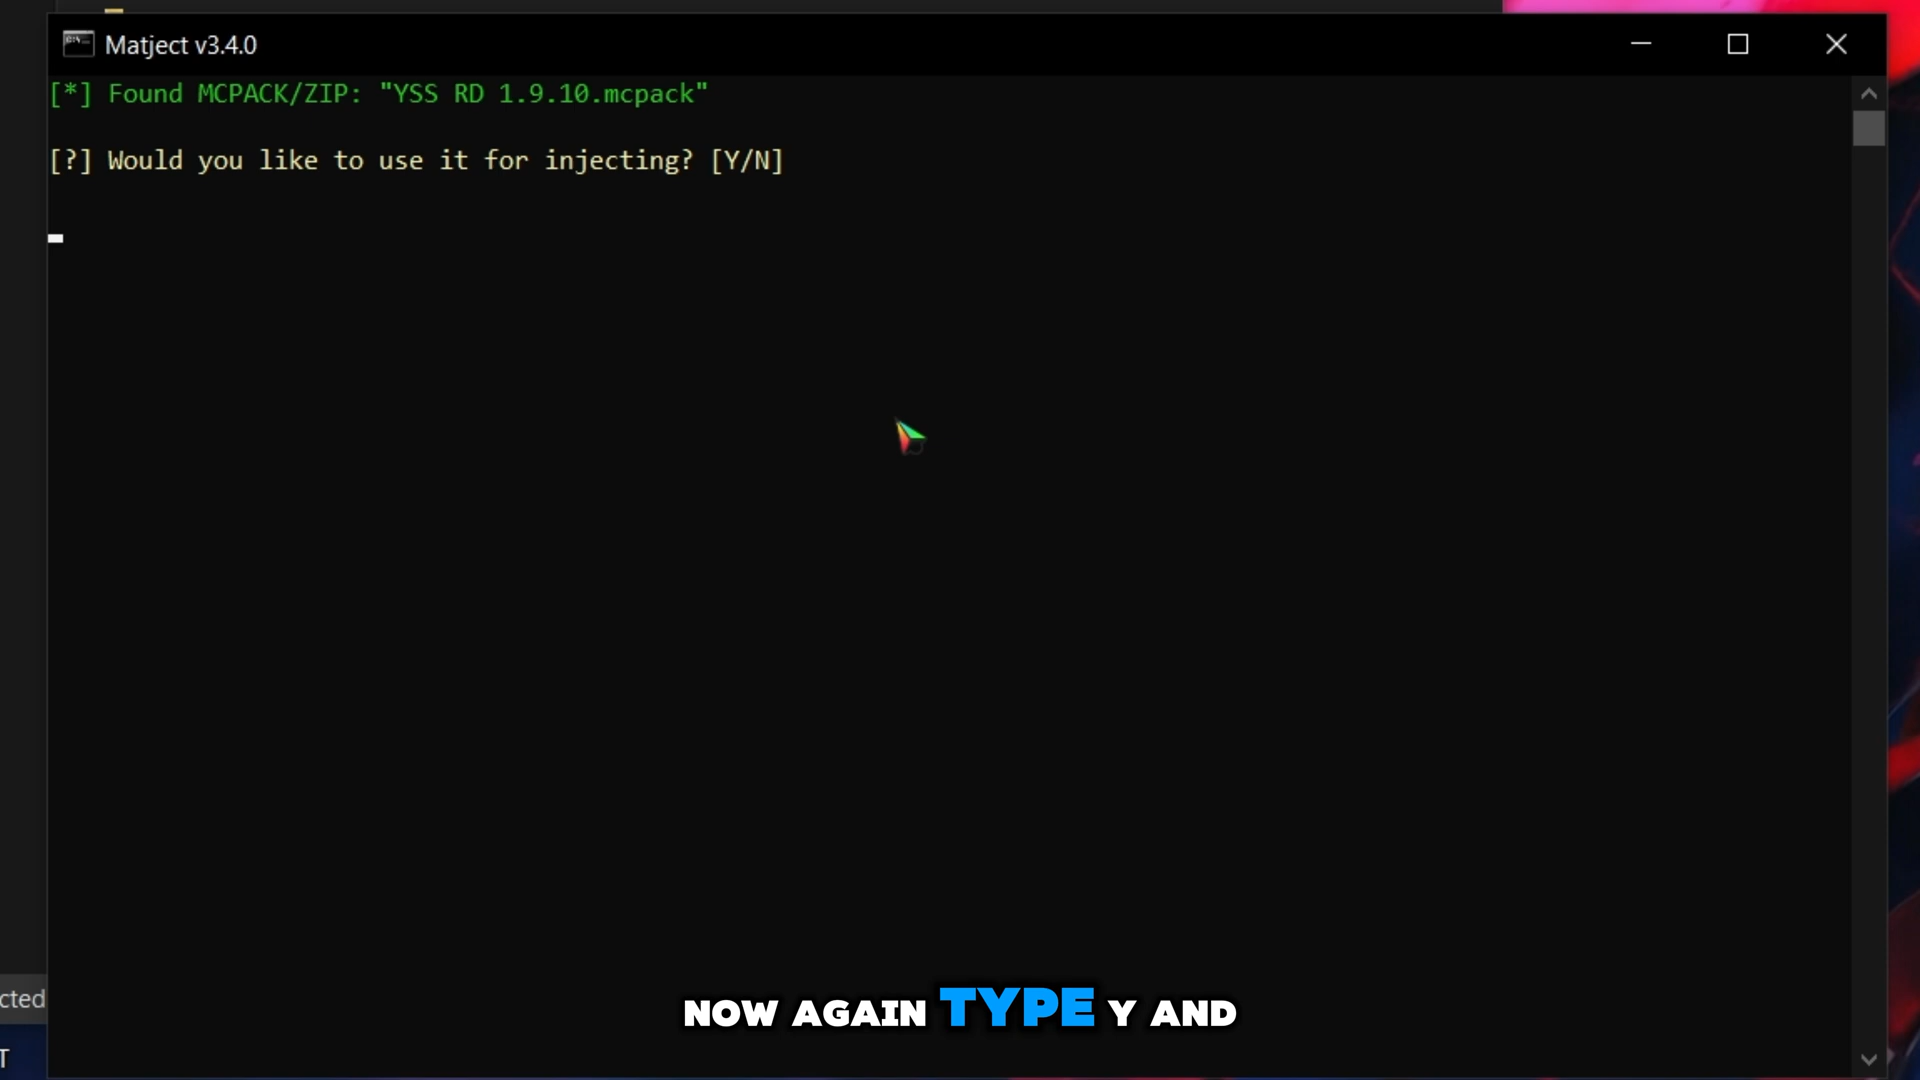 Matject v3.4.0
[*] Found MCPACK/ZIP: "YSS RD 1.9.10.mcpack"
[?] Would you like to use it for injecting? [Y/N]
cted
T
NOW AGAIN TYPE Y AND